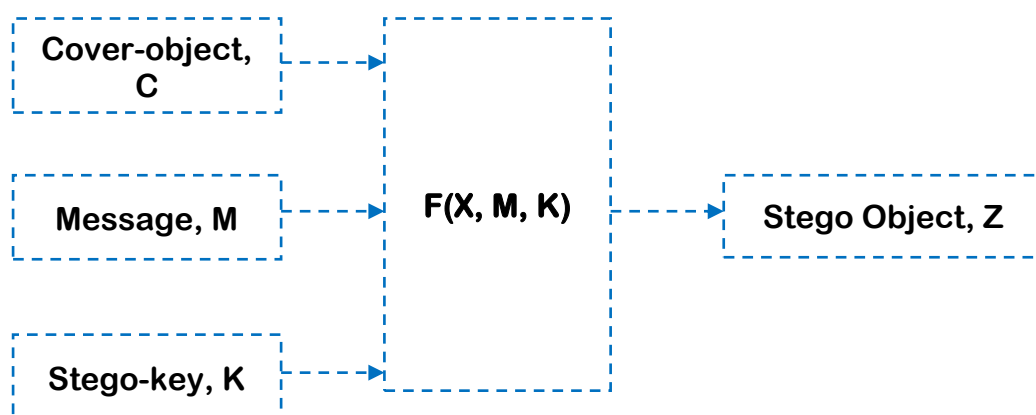 Cover-object,
C
Message, M
Stego-key, K
F(X, M, K)
Stego Object, Z